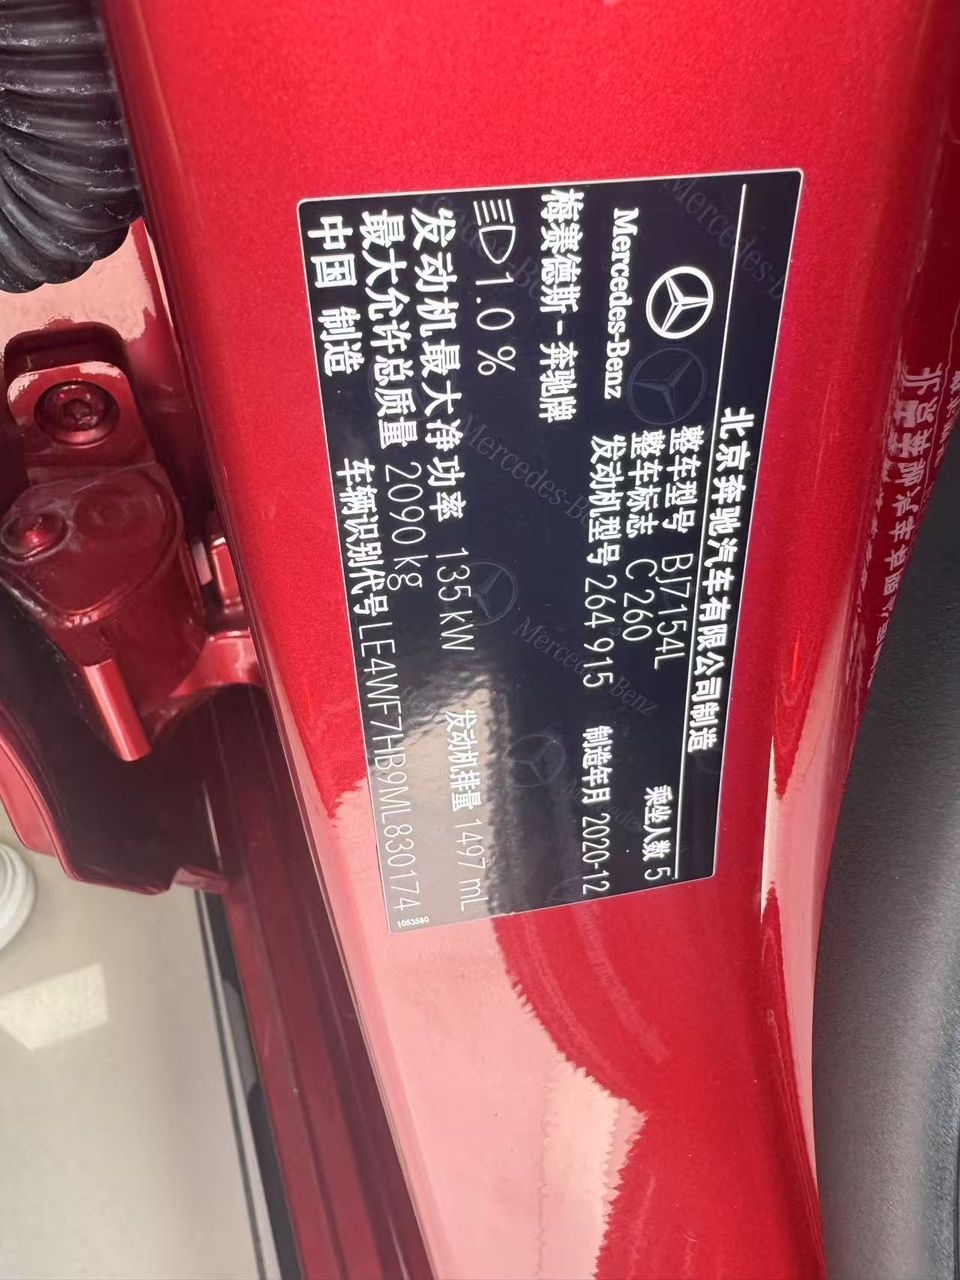 北京奔驰汽车有限公司制造
Mercedes-Benz
梅赛德斯-奔驰牌
整车型号 BJ7154L
整车标志 C 260
乘坐人数 5
发动机型号 264 915
制造年月 2020-12
1.0 %
发动机最大净功率 135 kW
发动机排量 1497 mL
最大允许总质量 2090 kg
中国 制造
车辆识别代号 LE4WF7HB9ML830174
1053580